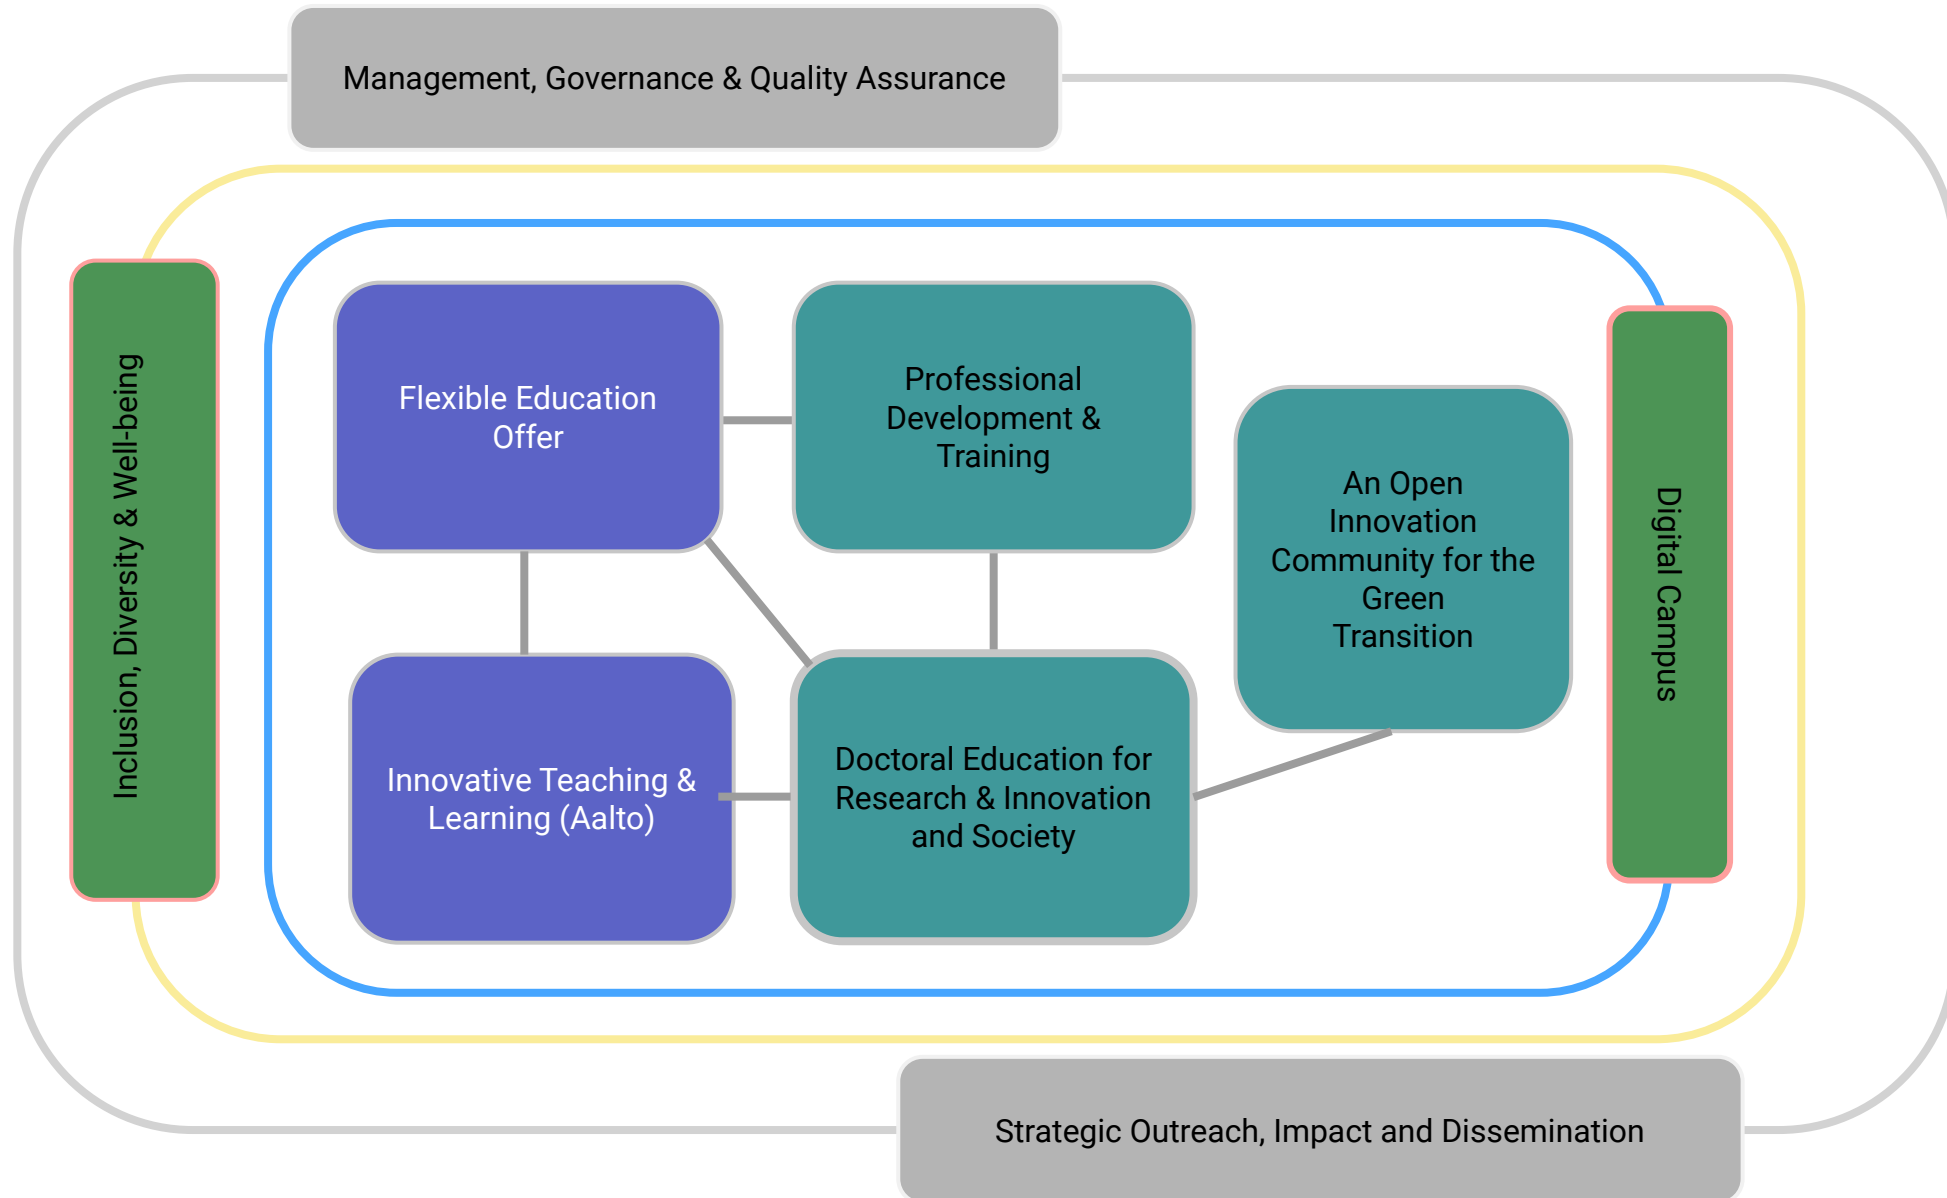 Management, Governance & Quality Assurance
Inclusion, Diversity & Well-being
Flexible Education
Offer
Professional
Development &
Training
An Open
Innovation
Community for the
Green
Transition
Digital Campus
Innovative Teaching &
Learning (Aalto)
Doctoral Education for
Research & Innovation
and Society
Strategic Outreach, Impact and Dissemination